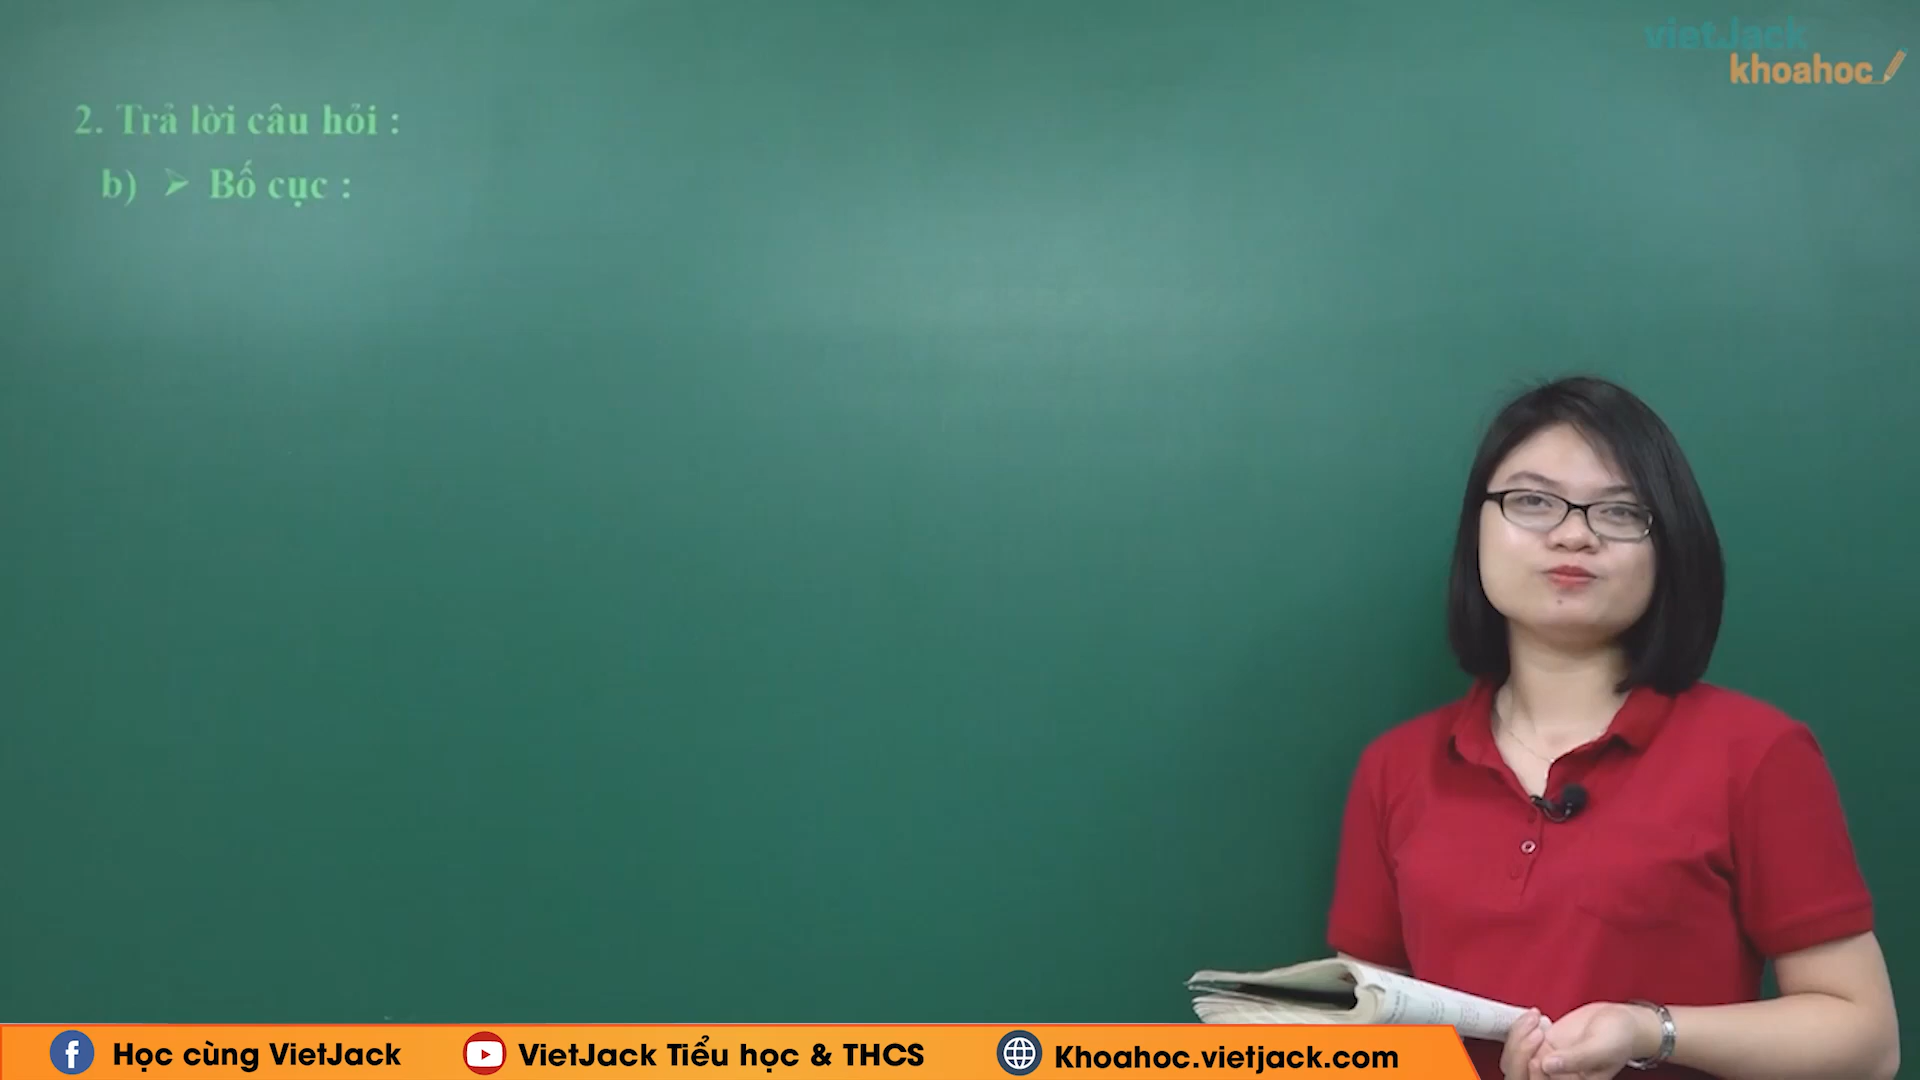 vietJack
khoahoc
2. Trả lời câu hỏi :
b) ➢ Bố cục :
Học cùng VietJack
VietJack Tiểu học & THCS
Khoahoc.vietjack.com